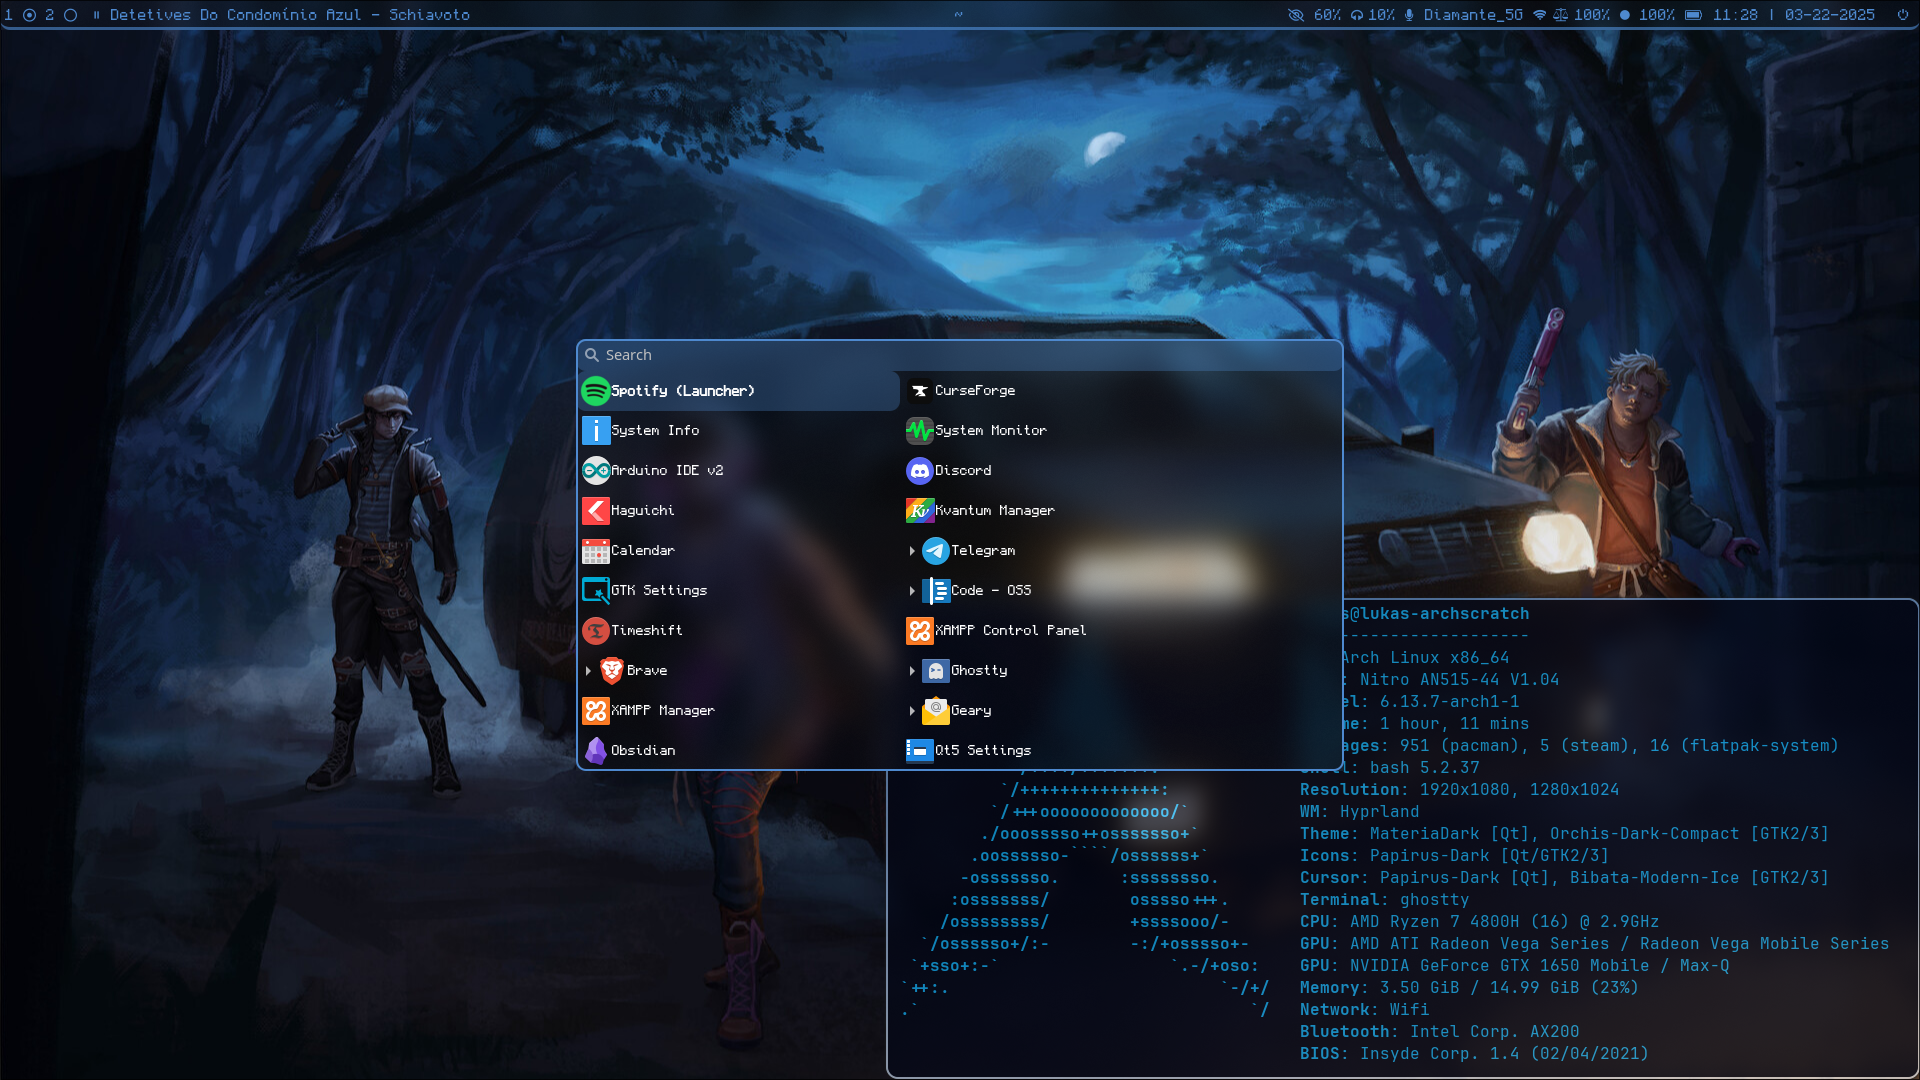 1 2 Detetives Do Condomínio Azul - Schiavoto
~
60% 10% Diamante_5G 100% 100% 11:28 | 03-22-2025
Search
Spotify (Launcher)
CurseForge
System Info
System Monitor
Arduino IDE v2
Discord
Haguichi
Kvantum Manager
Calendar
Telegram
GTK Settings
Code - OSS
Timeshift
XAMPP Control Panel
Brave
Ghostty
XAMPP Manager
Geary
Obsidian
Qt5 Settings
s@lukas-archscratch
-------------------
Arch Linux x86_64
: Nitro AN515-44 V1.04
el: 6.13.7-arch1-1
me: 1 hour, 11 mins
ages: 951 (pacman), 5 (steam), 16 (flatpak-system)
Shell: bash 5.2.37
Resolution: 1920x1080, 1280x1024
WM: Hyprland
Theme: MateriaDark [Qt], Orchis-Dark-Compact [GTK2/3]
Icons: Papirus-Dark [Qt/GTK2/3]
Cursor: Papirus-Dark [Qt], Bibata-Modern-Ice [GTK2/3]
Terminal: ghostty
CPU: AMD Ryzen 7 4800H (16) @ 2.9GHz
GPU: AMD ATI Radeon Vega Series / Radeon Vega Mobile Series
GPU: NVIDIA GeForce GTX 1650 Mobile / Max-Q
Memory: 3.50 GiB / 14.99 GiB (23%)
Network: Wifi
Bluetooth: Intel Corp. AX200
BIOS: Insyde Corp. 1.4 (02/04/2021)